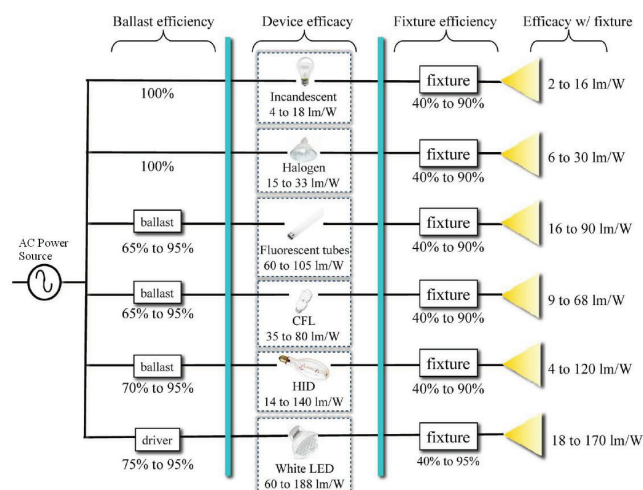 Ballast efficiency
Device efficacy
Fixture efficiency
Efficacy w/ fixture
100%
Incandescent
4 to 18 lm/W
fixture
40% to 90%
2 to 16 lm/W
100%
Halogen
15 to 33 lm/W
fixture
40% to 90%
6 to 30 lm/W
AC Power
Source
ballast
65% to 95%
Fluorescent tubes
60 to 105 lm/W
fixture
40% to 90%
16 to 90 lm/W
ballast
65% to 95%
CFL
35 to 80 lm/W
fixture
40% to 90%
9 to 68 lm/W
ballast
70% to 95%
HID
14 to 140 lm/W
fixture
40% to 90%
4 to 120 lm/W
driver
75% to 95%
White LED
60 to 188 lm/W
fixture
40% to 95%
18 to 170 lm/W